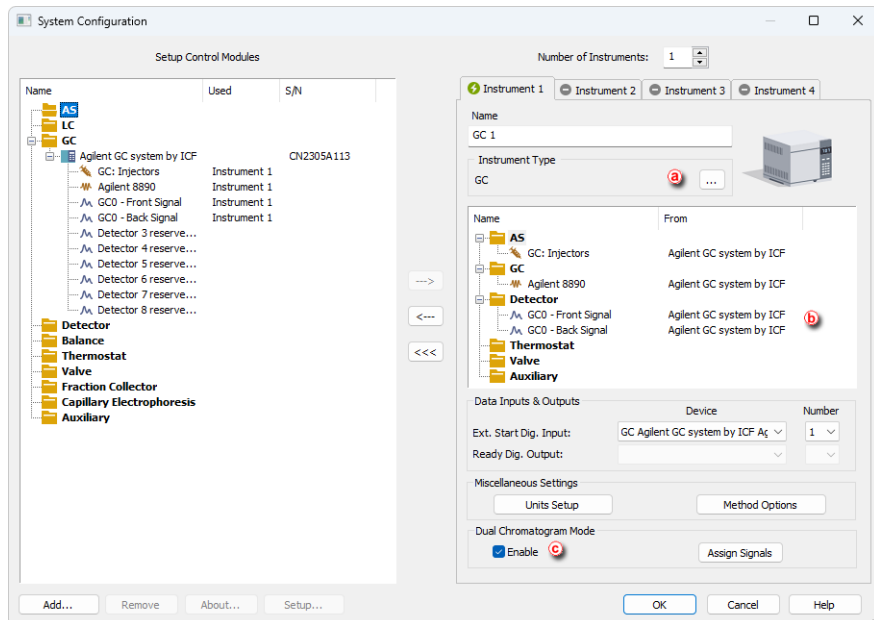 System Configuration
Setup Control Modules
Number of Instruments: 1
Name Used S/N
AS
LC
GC
Agilent GC system by ICF CN2305A113
GC: Injectors Instrument 1
Agilent 8890 Instrument 1
GC0 - Front Signal Instrument 1
GC0 - Back Signal Instrument 1
Detector 3 reserve...
Detector 4 reserve...
Detector 5 reserve...
Detector 6 reserve...
Detector 7 reserve...
Detector 8 reserve...
Detector
Balance
Thermostat
Valve
Fraction Collector
Capillary Electrophoresis
Auxiliary
--->
<---
<<<
Instrument 1 Instrument 2 Instrument 3 Instrument 4
Name
GC 1
Instrument Type
GC a ...
Name From
AS
GC: Injectors Agilent GC system by ICF
GC
Agilent 8890 Agilent GC system by ICF
Detector
GC0 - Front Signal Agilent GC system by ICF
b
GC0 - Back Signal Agilent GC system by ICF
Thermostat
Valve
Auxiliary
Data Inputs & Outputs
Device Number
Ext. Start Dig. Input: GC Agilent GC system by ICF Ag 1
Ready Dig. Output:
Miscellaneous Settings
Units Setup Method Options
Dual Chromatogram Mode
Enable c Assign Signals
Add... Remove About... Setup... OK Cancel Help